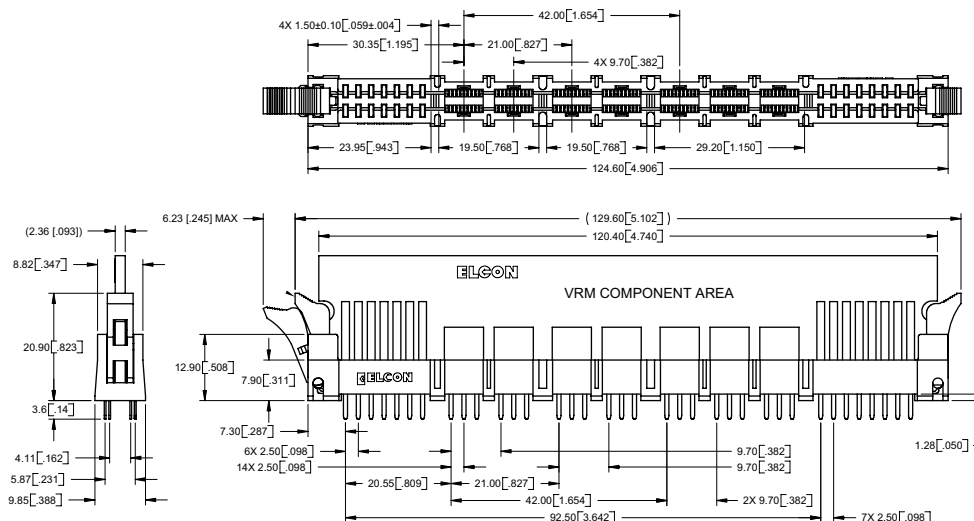 42.00[1.654]
4X 1.50±0.10[.059±.004]
30.35[1.195]
21.00[.827]
4X 9.70[.382]
23.95[.943]
19.50[.768]
19.50[.768]
29.20[1.150]
124.60[4.906]
6.23 [.245] MAX
(129.60[5.102])
(2.36 [.093])
120.40[4.740]
8.82[.347]
ELCON
VRM COMPONENT AREA
20.90[.823]
12.90[.508]
7.90[.311]
ELCON
3.6[.14]
7.30[.287]
1.28[.050]
4.11[.162]
6X 2.50[.098]
9.70[.382]
14X 2.50[.098]
9.70[.382]
5.87[.231]
20.55[.809]
21.00[.827]
9.85[.388]
42.00[1.654]
2X 9.70[.382]
92.50[3.642]
7X 2.50[.098]